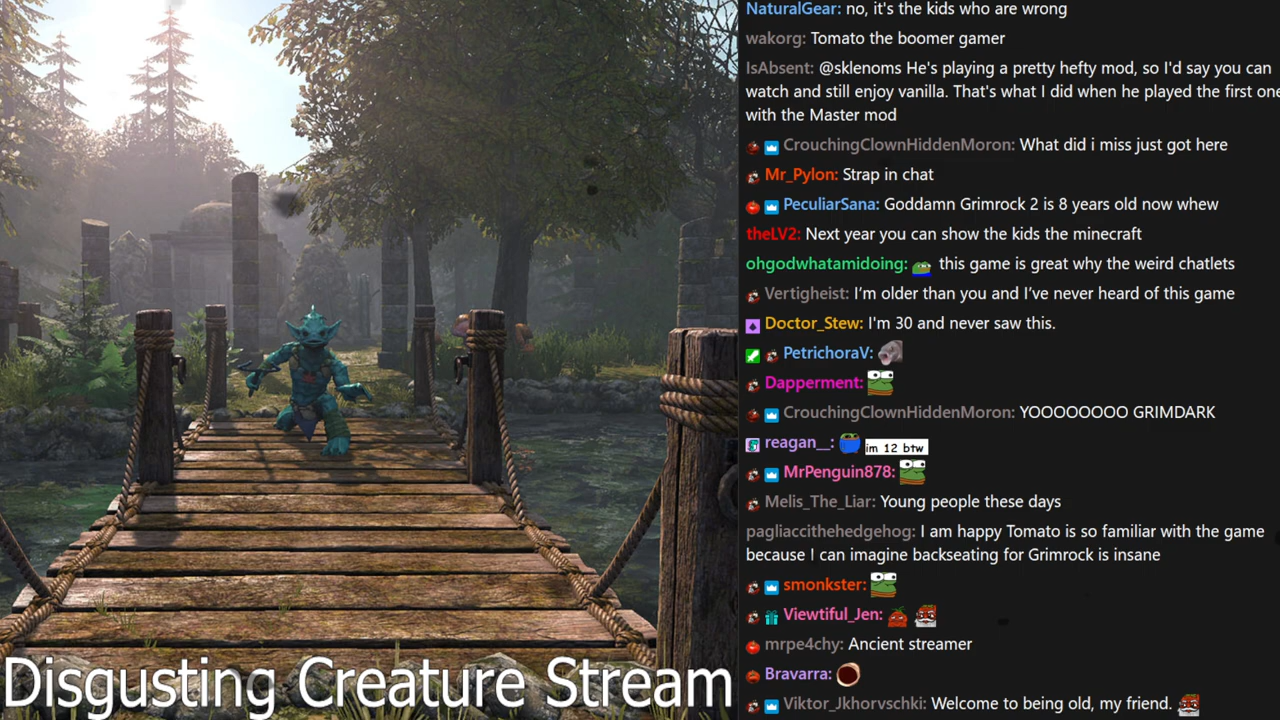 NaturalGear: no, it's the kids who are wrong
wakorg: Tomato the boomer gamer
IsAbsent: @sklenoms He's playing a pretty hefty mod, so I'd say you can
watch and still enjoy vanilla. That's what I did when he played the first one
with the Master mod
CrouchingClownHiddenMoron: What did i miss just got here
Mr_Pylon: Strap in chat
PeculiarSana: Goddamn Grimrock 2 is 8 years old now whew
theLV2: Next year you can show the kids the minecraft
ohgodwhatamidoing: this game is great why the weird chatlets
Vertigheist: I'm older than you and I've never heard of this game
Doctor_Stew: I'm 30 and never saw this.
PetrichoraV:
Dapperment:
CrouchingClownHiddenMoron: YOOOOOOOO GRIMDARK
reagan__: im 12 btw
MrPenguin878:
Melis_The_Liar: Young people these days
pagliaccithehedgehog: I am happy Tomato is so familiar with the game
because I can imagine backseating for Grimrock is insane
smonkster:
Viewtiful_Jen:
mrpe4chy: Ancient streamer
Bravarra:
Viktor_Jkhorvschki: Welcome to being old, my friend.
Disgusting Creature Stream